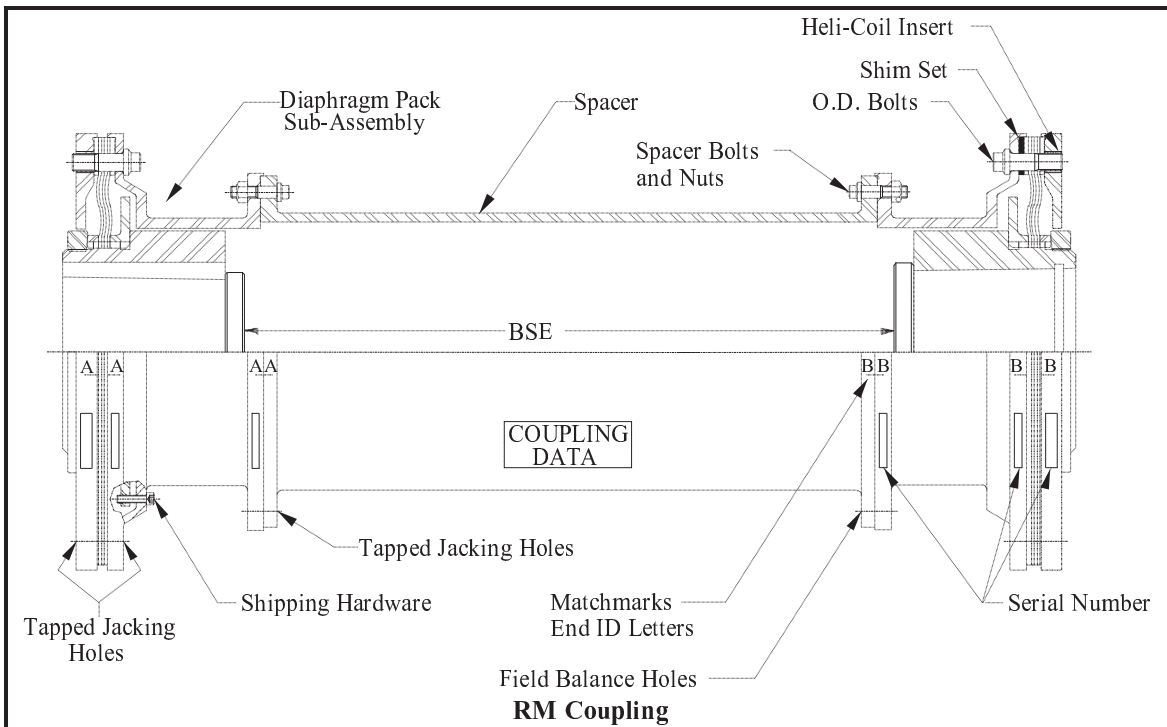 Heli-Coil Insert
Shim Set
O.D. Bolts
Diaphragm Pack
Sub-Assembly
Spacer
Spacer Bolts
and Nuts
BSE
A A A A B B B B
COUPLING
DATA
Tapped Jacking Holes
Shipping Hardware
Matchmarks
End ID Letters
Serial Number
Tapped Jacking
Holes
Field Balance Holes
RM Coupling